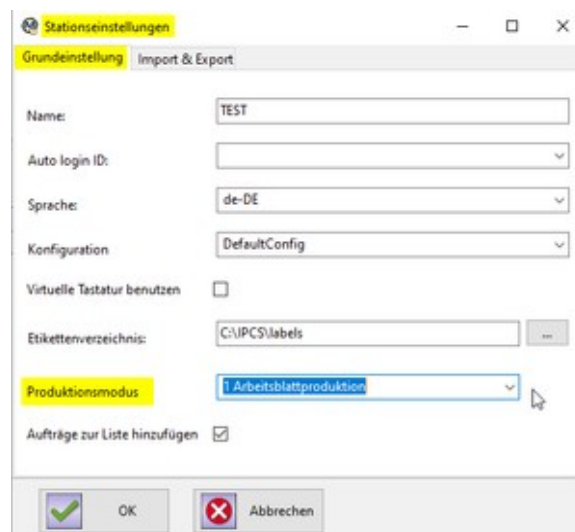 Stationseinstellungen
Grundeinstellung Import & Export
Name: TEST
Auto login ID:
Sprache: de-DE
Konfiguration DefaultConfig
Virtuelle Tastatur benutzen
Etikettenverzeichnis: C:\IPCS\labels ...
Produktionsmodus 1 Arbeitsblattproduktion
Aufträge zur Liste hinzufügen
OK Abbrechen